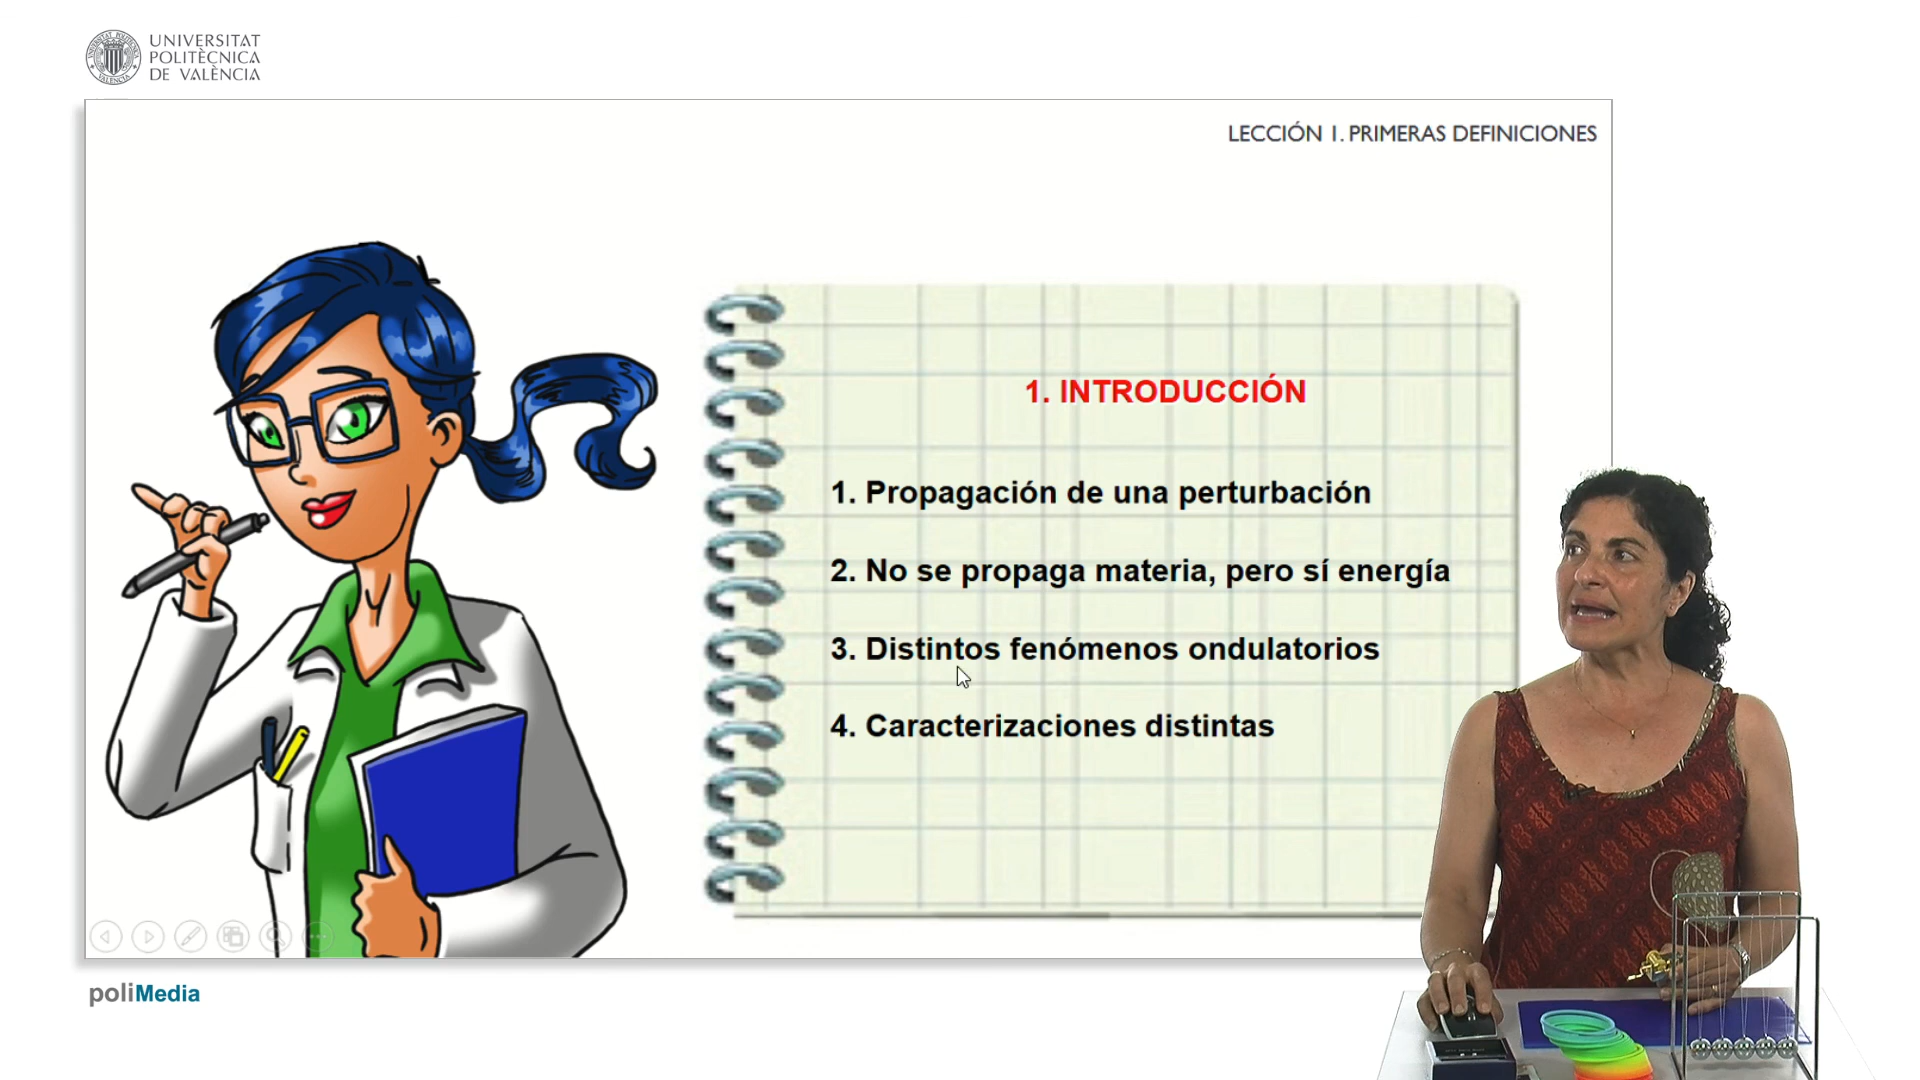 UNIVERSITAT
POLITÈCNICA
DE VALÈNCIA
LECCIÓN 1. PRIMERAS DEFINICIONES
1. INTRODUCCIÓN
1. Propagación de una perturbación
2. No se propaga materia, pero sí energía
3. Distintos fenómenos ondulatorios
4. Caracterizaciones distintas
poliMedia